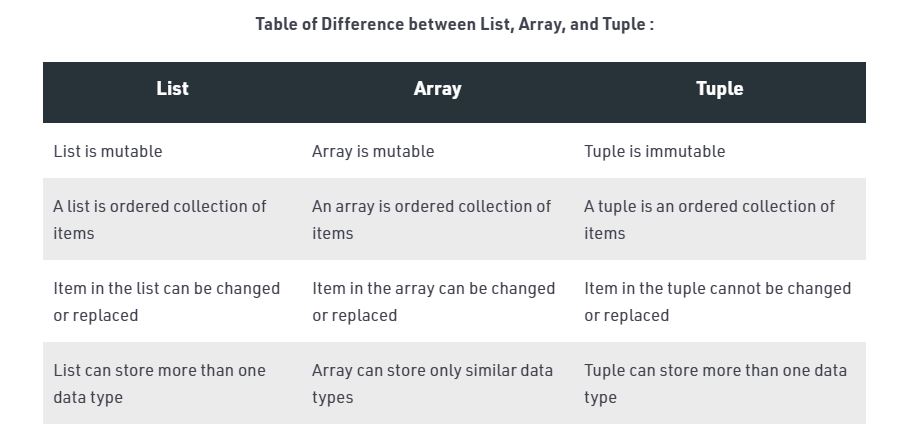 Table of Difference between List, Array, and Tuple :
List Array Tuple
List is mutable Array is mutable Tuple is immutable
A list is ordered collection of An array is ordered collection of A tuple is an ordered collection of
items items items
Item in the list can be changed Item in the array can be changed Item in the tuple cannot be changed
or replaced or replaced or replaced
List can store more than one Array can store only similar data Tuple can store more than one data
data type types type